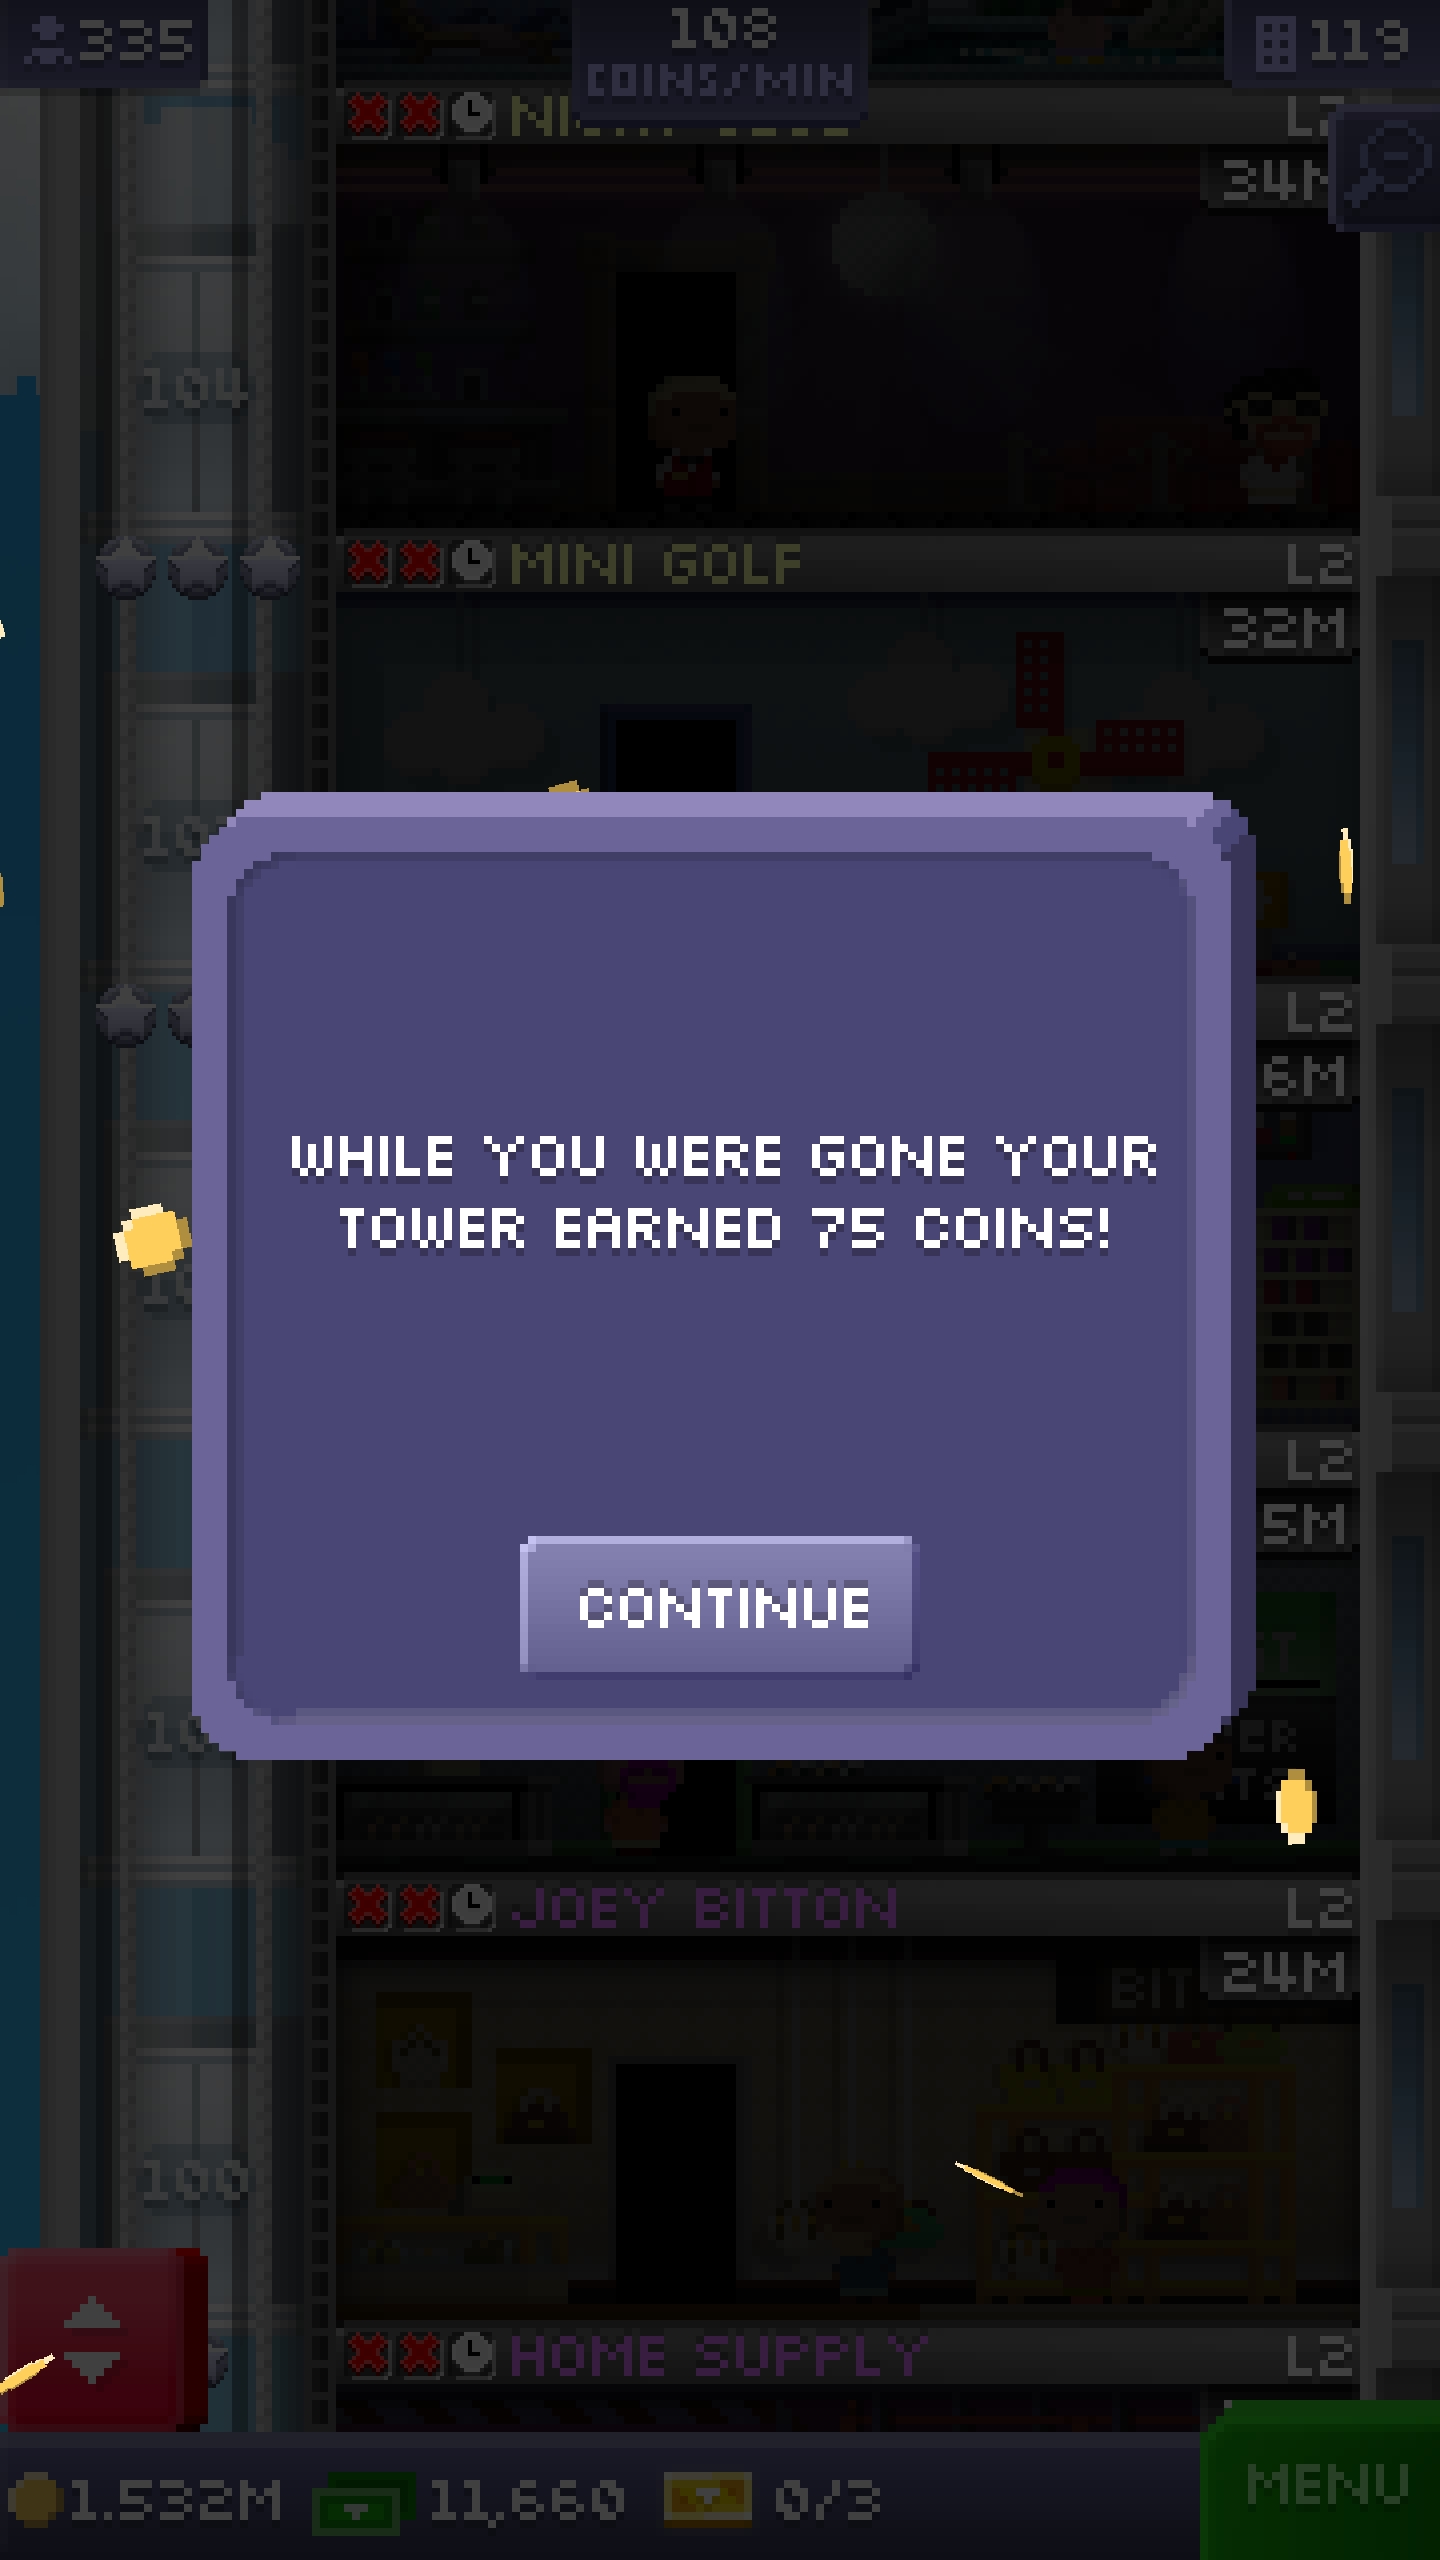 335
108
COINS/MIN
119
L2
34M
104
MINI GOLF
L2
32M
L2
6M
WHILE YOU WERE GONE YOUR
TOWER EARNED 75 COINS!
L2
5M
CONTINUE
JOEY BITTON
L2
24M
BIT
100
HOME SUPPLY
L2
1.532M
11,660
0/3
MENU